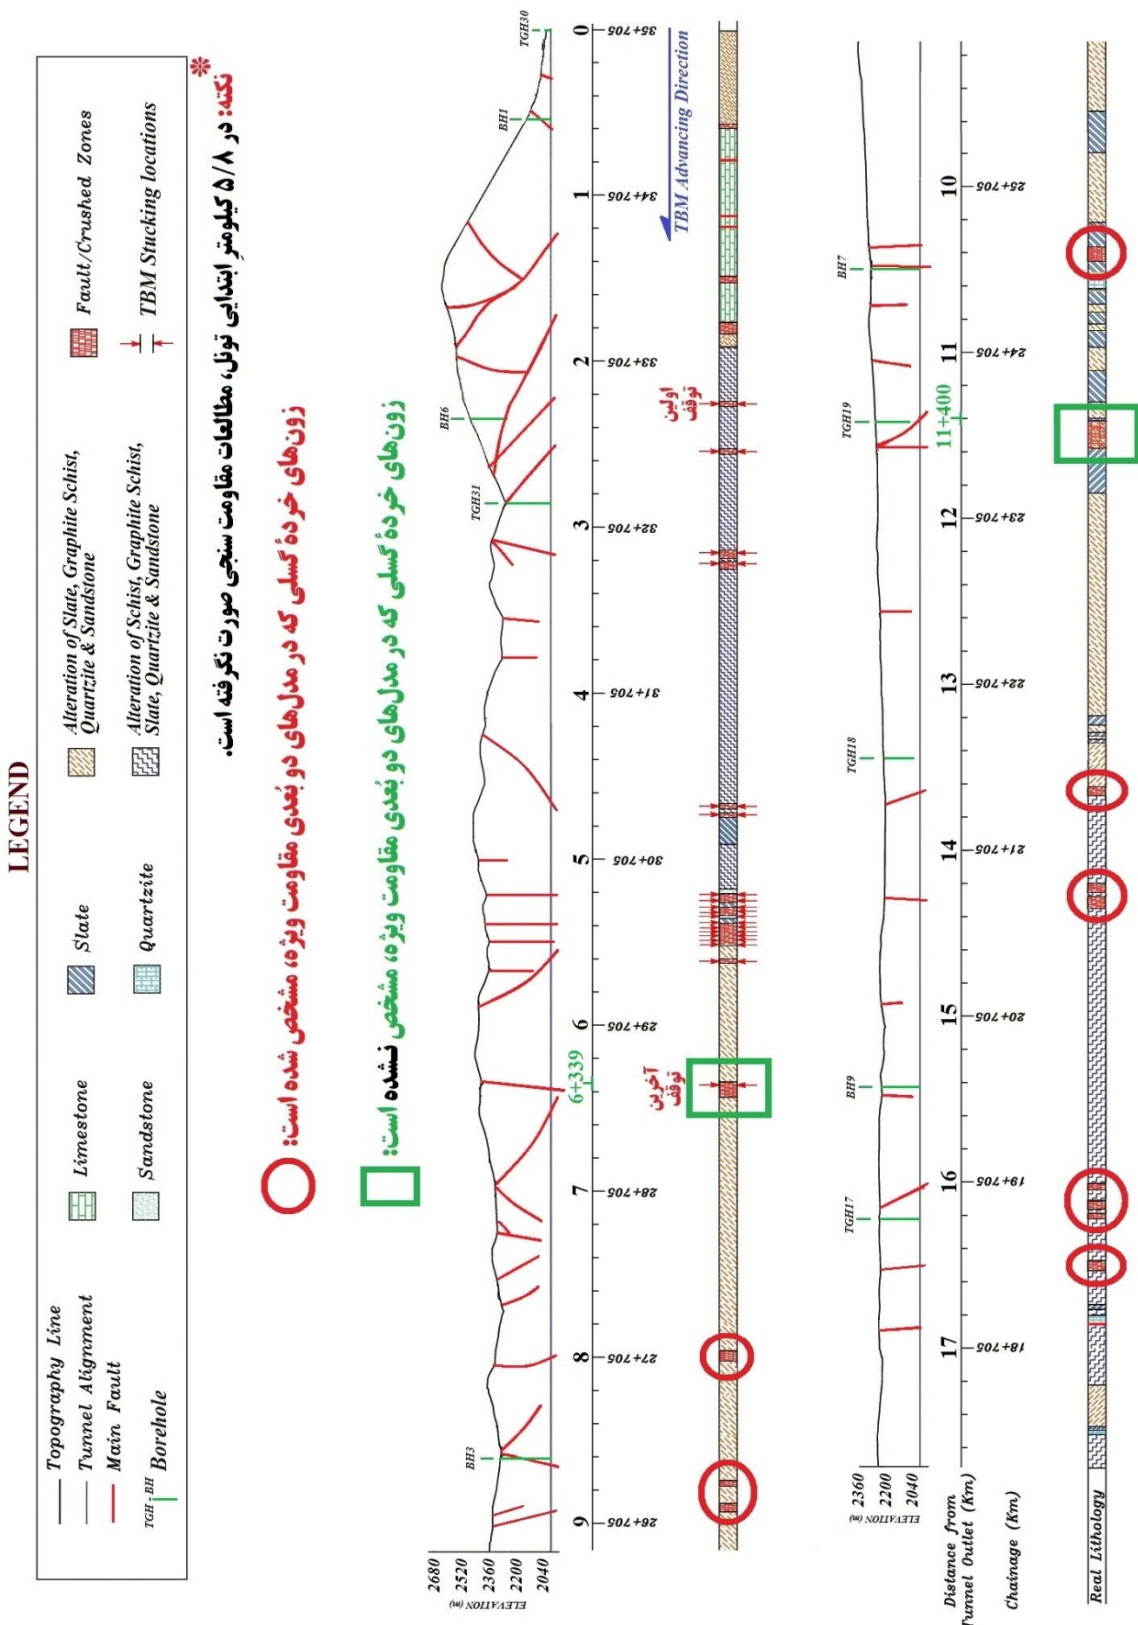 LEGEND
Topography Line
Tunnel Alignment
Main Fault
TGH - BH Borehole
Limestone
Sandstone
Slate
Quartzite
Alteration of Slate, Graphite Schist,
Quartzite & Sandstone
Alteration of Schist, Graphite Schist,
Slate, Quartzite & Sandstone
Fault/Crushed Zones
TBM Stucking locations
نکته: در ۵/۸ کیلومتر ابتدایی تونل، مطالعات مقاومت سنجی صورت نگرفته است.
زون‌های خردهٔ گسلی که در مدل‌های دو بُعدی مقاومت ویژه، مشخص شده است:
زون‌های خردهٔ گسلی که در مدل‌های دو بُعدی مقاومت ویژه، مشخص نـشده است:
2680
2520
2360
2200
2040
ELEVATION (m)
BH3
TGH31
BH6
BH1
TGH30
9 8 7 6 5 4 3 2 1 0
6+339
26+705 27+705 28+705 29+705 30+705 31+705 32+705 33+705 34+705 35+705
TBM Advancing Direction
آخرین
توقف
اولین
توقف
2360
2200
2040
ELEVATION (m)
TGH17
BH9
TGH18
TGH19
BH7
11+400
Distance from
Tunnel Outlet (Km)
17 16 15 14 13 12 11 10
Chainage (Km)
18+705 19+705 20+705 21+705 22+705 23+705 24+705 25+705
Real Lithology